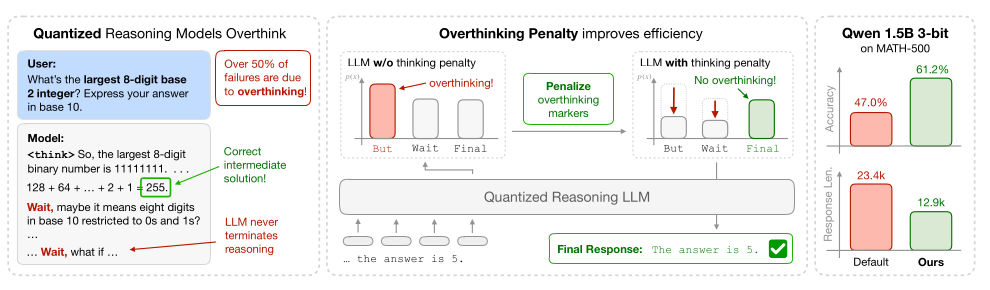 Quantized Reasoning Models Overthink
User:
What's the largest 8-digit base
2 integer? Express your answer
in base 10.
Over 50% of
failures are due
to overthinking!
Model:
<think> So, the largest 8-digit
binary number is 11111111. ...
128 + 64 + ... + 2 + 1 = 255.
Wait, maybe it means eight digits
in base 10 restricted to 0s and 1s?
...
... Wait, what if ...
Correct
intermediate
solution!
LLM never
terminates
reasoning
Overthinking Penalty improves efficiency
LLM w/o thinking penalty
p(x)
overthinking!
But Wait Final
Penalize
overthinking
markers
LLM with thinking penalty
p(x)
No overthinking!
But Wait Final
Quantized Reasoning LLM
... the answer is 5.
Final Response: The answer is 5.
Qwen 1.5B 3-bit
on MATH-500
Accuracy
47.0%
61.2%
Response Len.
23.4k
12.9k
Default
Ours